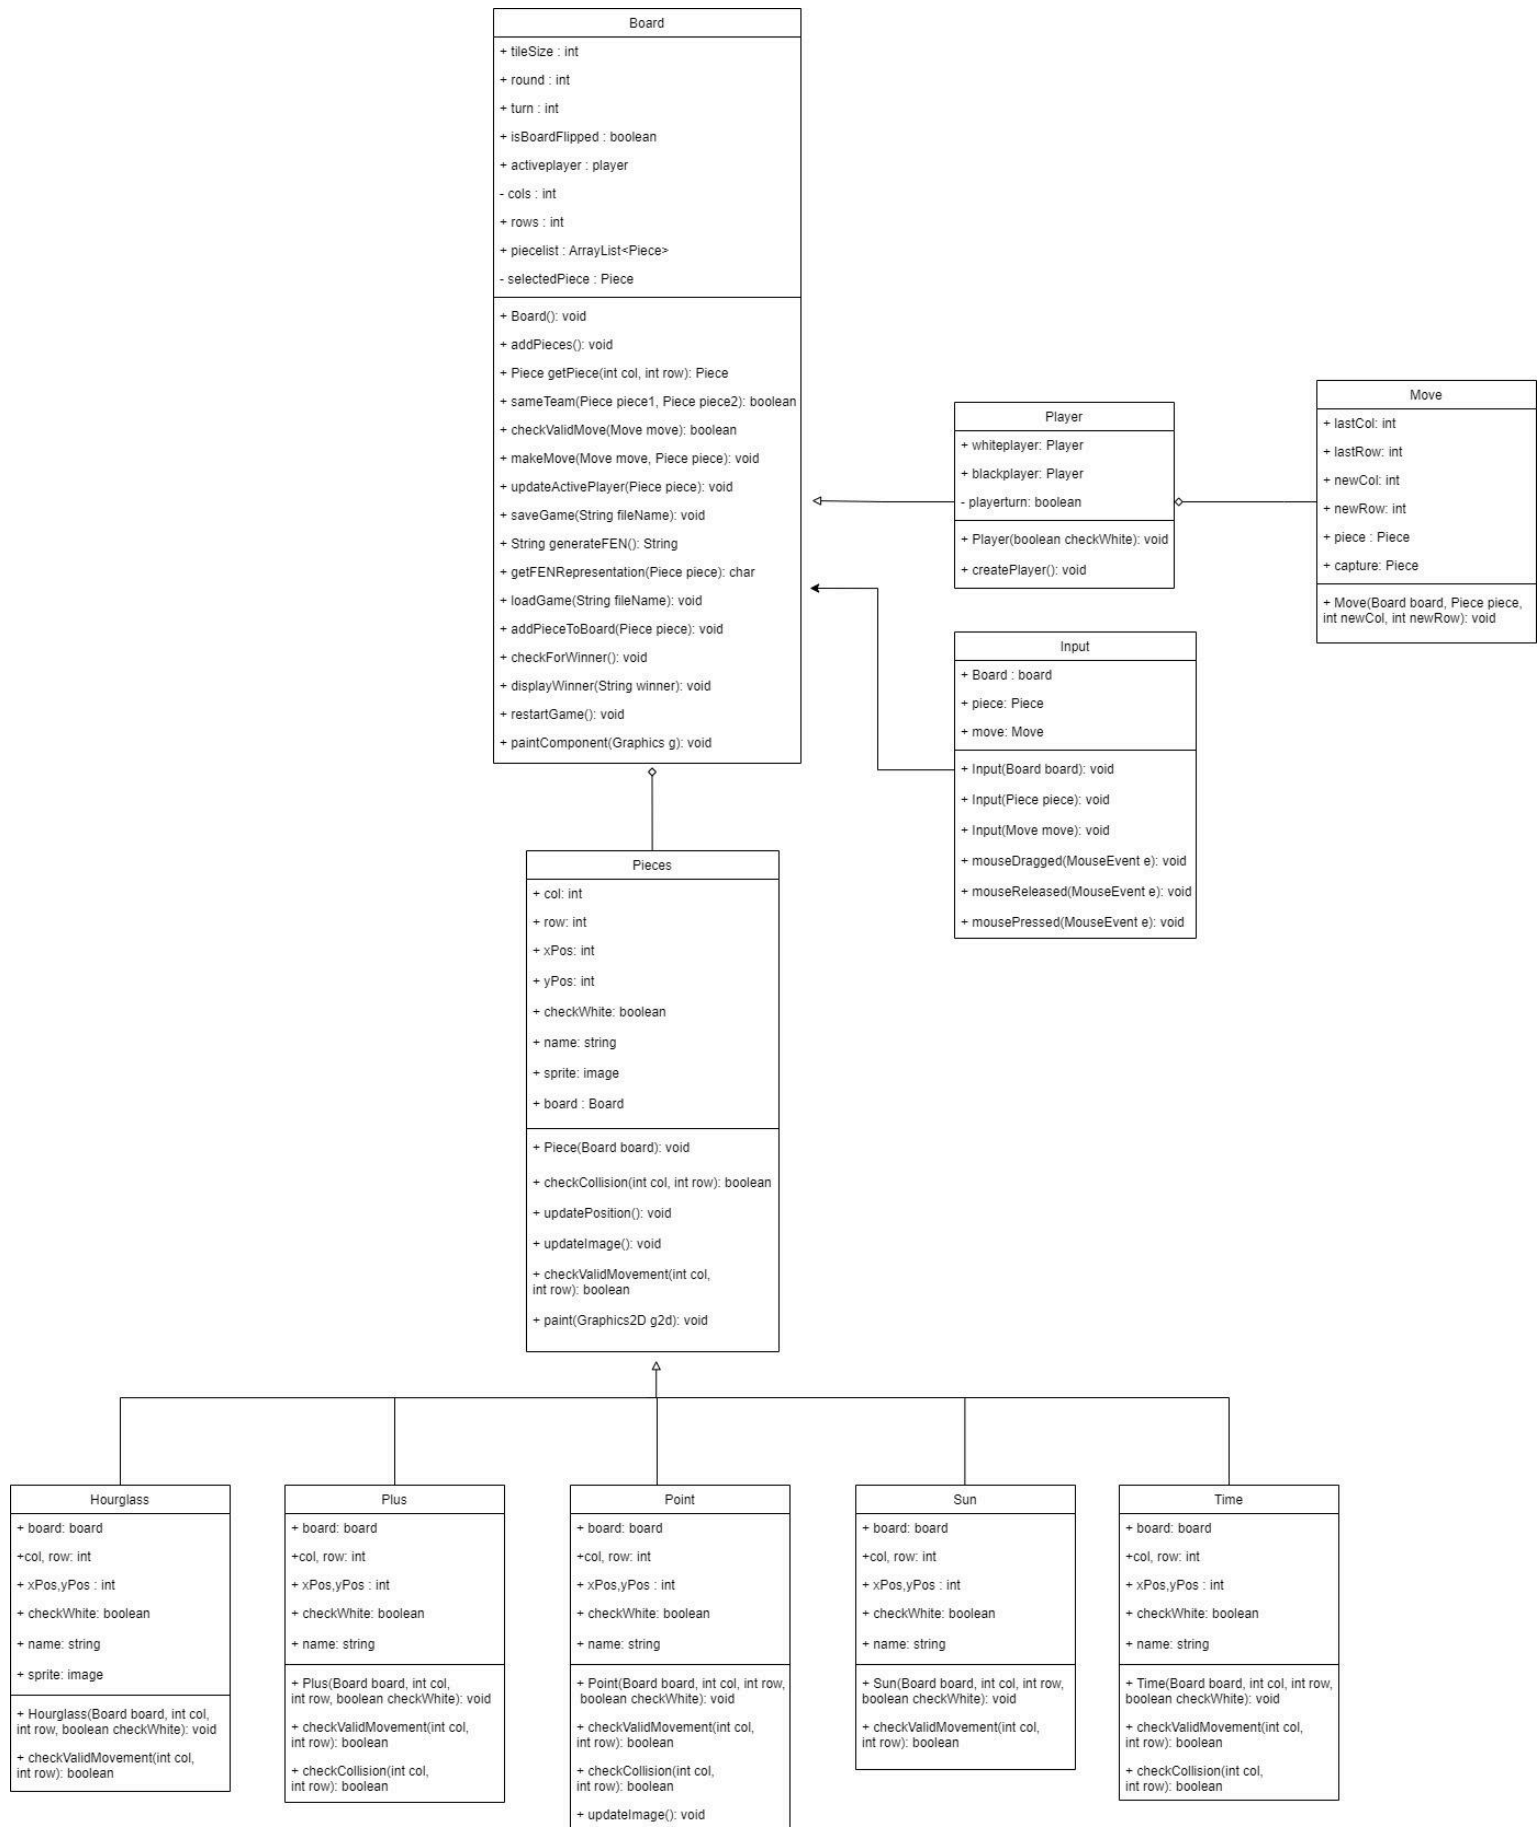 Board
+ tileSize : int
+ round : int
+ turn : int
+ isBoardFlipped : boolean
+ activeplayer : player
- cols : int
+ rows : int
+ piecelist : ArrayList<Piece>
- selectedPiece : Piece
+ Board(): void
+ addPieces(): void
+ Piece getPiece(int col, int row): Piece
+ sameTeam(Piece piece1, Piece piece2): boolean
+ checkValidMove(Move move): boolean
+ makeMove(Move move, Piece piece): void
+ updateActivePlayer(Piece piece): void
+ saveGame(String fileName): void
+ String generateFEN(): String
+ getFENRepresentation(Piece piece): char
+ loadGame(String fileName): void
+ addPieceToBoard(Piece piece): void
+ checkForWinner(): void
+ displayWinner(String winner): void
+ restartGame(): void
+ paintComponent(Graphics g): void
Player
+ whiteplayer: Player
+ blackplayer: Player
- playerturn: boolean
+ Player(boolean checkWhite): void
+ createPlayer(): void
Move
+ lastCol: int
+ lastRow: int
+ newCol: int
+ newRow: int
+ piece : Piece
+ capture: Piece
+ Move(Board board, Piece piece,
int newCol, int newRow): void
Input
+ Board : board
+ piece: Piece
+ move: Move
+ Input(Board board): void
+ Input(Piece piece): void
+ Input(Move move): void
+ mouseDragged(MouseEvent e): void
+ mouseReleased(MouseEvent e): void
+ mousePressed(MouseEvent e): void
Pieces
+ col: int
+ row: int
+ xPos: int
+ yPos: int
+ checkWhite: boolean
+ name: string
+ sprite: image
+ board : Board
+ Piece(Board board): void
+ checkCollision(int col, int row): boolean
+ updatePosition(): void
+ updateImage(): void
+ checkValidMovement(int col,
int row): boolean
+ paint(Graphics2D g2d): void
Hourglass
+ board: board
+col, row: int
+ xPos,yPos : int
+ checkWhite: boolean
+ name: string
+ sprite: image
+ Hourglass(Board board, int col,
int row, boolean checkWhite): void
+ checkValidMovement(int col,
int row): boolean
Plus
+ board: board
+col, row: int
+ xPos,yPos : int
+ checkWhite: boolean
+ name: string
+ Plus(Board board, int col,
int row, boolean checkWhite): void
+ checkValidMovement(int col,
int row): boolean
+ checkCollision(int col,
int row): boolean
Point
+ board: board
+col, row: int
+ xPos,yPos : int
+ checkWhite: boolean
+ name: string
+ Point(Board board, int col, int row,
boolean checkWhite): void
+ checkValidMovement(int col,
int row): boolean
+ checkCollision(int col,
int row): boolean
+ updateImage(): void
Sun
+ board: board
+col, row: int
+ xPos,yPos : int
+ checkWhite: boolean
+ name: string
+ Sun(Board board, int col, int row,
boolean checkWhite): void
+ checkValidMovement(int col,
int row): boolean
Time
+ board: board
+col, row: int
+ xPos,yPos : int
+ checkWhite: boolean
+ name: string
+ Time(Board board, int col, int row,
boolean checkWhite): void
+ checkValidMovement(int col,
int row): boolean
+ checkCollision(int col,
int row): boolean